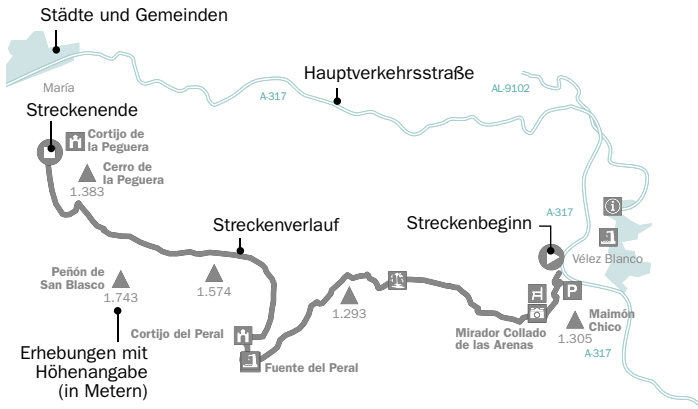 Städte und Gemeinden
María
Hauptverkehrsstraße
A-317
AL-9102
Streckenende
Cortijo de
la Peguera
Cerro de
la Peguera
1.383
Streckenverlauf
Streckenbeginn
A-317
i
Vélez Blanco
Peñón de
San Blasco
1.743
1.574
1.293
P
Maimón
Chico
1.305
Mirador Collado
de las Arenas
A-317
Cortijo del Peral
Fuente del Peral
Erhebungen mit
Höhenangabe
(in Metern)